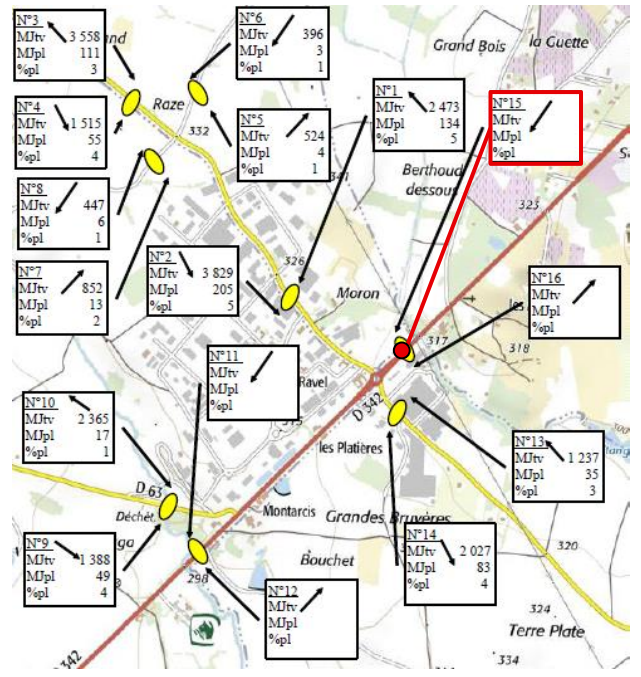 N°3
MJtv 3 558
MJpl 111
%pl 3
N°6
MJtv 396
MJpl 3
%pl 1
Grand Bois
la Guette
N°4
MJtv 1 515
MJpl 55
%pl 4
Raze
332
N°5
MJtv 524
MJpl 4
%pl 1
N°1
MJtv 2 473
MJpl 134
%pl 5
N°15
MJtv
MJpl
%pl
Berthoud
dessous
323
N°8
MJtv 447
MJpl 6
%pl 1
N°7
MJtv 852
MJpl 13
%pl 2
N°2
MJtv 3 829
MJpl 205
%pl 5
326
Moron
N°16
MJtv
MJpl
%pl
les
317
318
N°11
MJtv
MJpl
%pl
Ravel
D 342
les Platières
N°10
MJtv 2 365
MJpl 17
%pl 1
N°13
MJtv 1 237
MJpl 35
%pl 3
D 63
Déchet.
Montarcis
Grandes Bruyères
N°9
MJtv 1 388
MJpl 49
%pl 4
298
Bouchet
N°14
MJtv 2 027
MJpl 83
%pl 4
320
N°12
MJtv
MJpl
%pl
324
Terre Plate
334
342